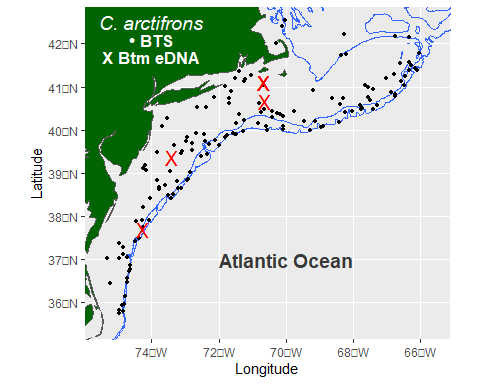 C. arctifrons
• BTS
X Btm eDNA
42□N
41□N
40□N
39□N
38□N
37□N
36□N
Latitude
Atlantic Ocean
74□W
72□W
70□W
68□W
66□W
Longitude